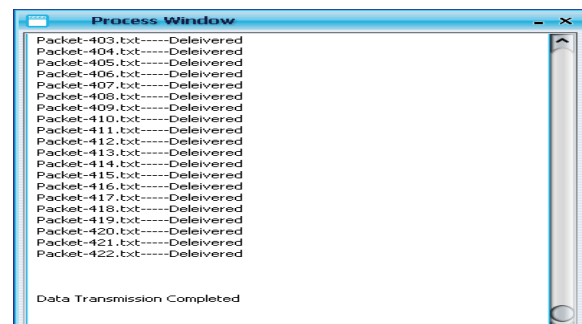 Process Window
Packet-403.txt-----Deleivered
Packet-404.txt-----Deleivered
Packet-405.txt-----Deleivered
Packet-406.txt-----Deleivered
Packet-407.txt-----Deleivered
Packet-408.txt-----Deleivered
Packet-409.txt-----Deleivered
Packet-410.txt-----Deleivered
Packet-411.txt-----Deleivered
Packet-412.txt-----Deleivered
Packet-413.txt-----Deleivered
Packet-414.txt-----Deleivered
Packet-415.txt-----Deleivered
Packet-416.txt-----Deleivered
Packet-417.txt-----Deleivered
Packet-418.txt-----Deleivered
Packet-419.txt-----Deleivered
Packet-420.txt-----Deleivered
Packet-421.txt-----Deleivered
Packet-422.txt-----Deleivered
Data Transmission Completed